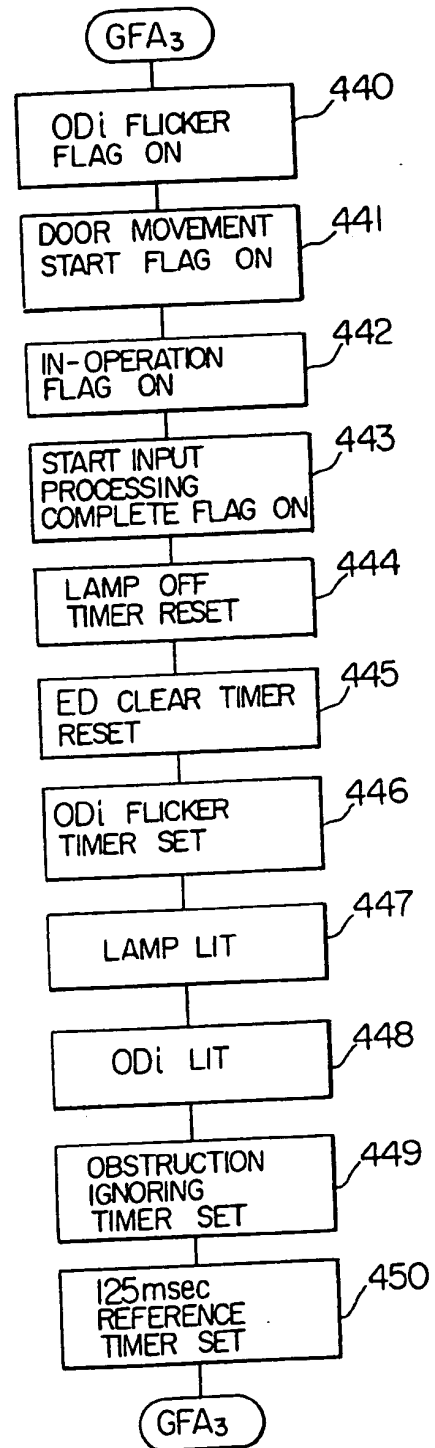 GFA₃
440
ODi FLICKER
FLAG ON
441
DOOR MOVEMENT
START FLAG ON
442
IN-OPERATION
FLAG ON
443
START INPUT
PROCESSING
COMPLETE FLAG ON
444
LAMP OFF
TIMER RESET
445
ED CLEAR TIMER
RESET
446
ODi FLICKER
TIMER SET
447
LAMP LIT
448
ODi LIT
449
OBSTRUCTION
IGNORING
TIMER SET
450
125msec
REFERENCE
TIMER SET
GFA₃